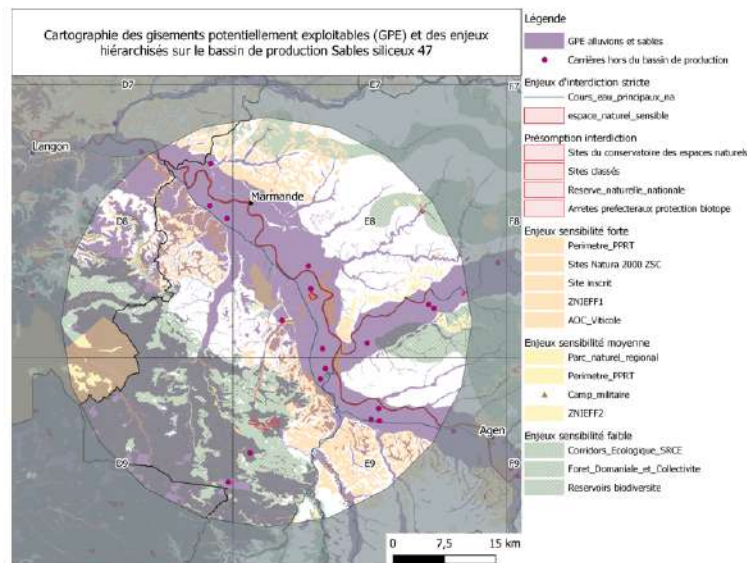 Cartographie des gisements potentiellement exploitables (GPE) et des enjeux
hiérarchisés sur le bassin de production Sables siliceux 47
D7
E7
F7
Langon
Marmande
D8
E8
F8
Agen
D9
E9
F9
0 7,5 15 km
Légende
GPE alluvions et sables
Carrières hors du bassin de production
Enjeux d'interdiction stricte
Cours_eau_principaux_na
espace_naturel_sensible
Présomption interdiction
Sites du conservatoire des espaces naturels
Sites classés
Reserve_naturelle_nationale
Arretes prefecteraux protection biotope
Enjeux sensibilité forte
Perimetre_PPRT
Sites Natura 2000 ZSC
Site inscrit
ZNIEFF1
AOC_Viticole
Enjeux sensibilité moyenne
Parc_naturel_regional
Perimetre_PPRT
Camp_militaire
ZNIEFF2
Enjeux sensibilité faible
Corridors_Ecologique_SRCE
Foret_Domaniale_et_Collectivite
Reservoirs biodiversite